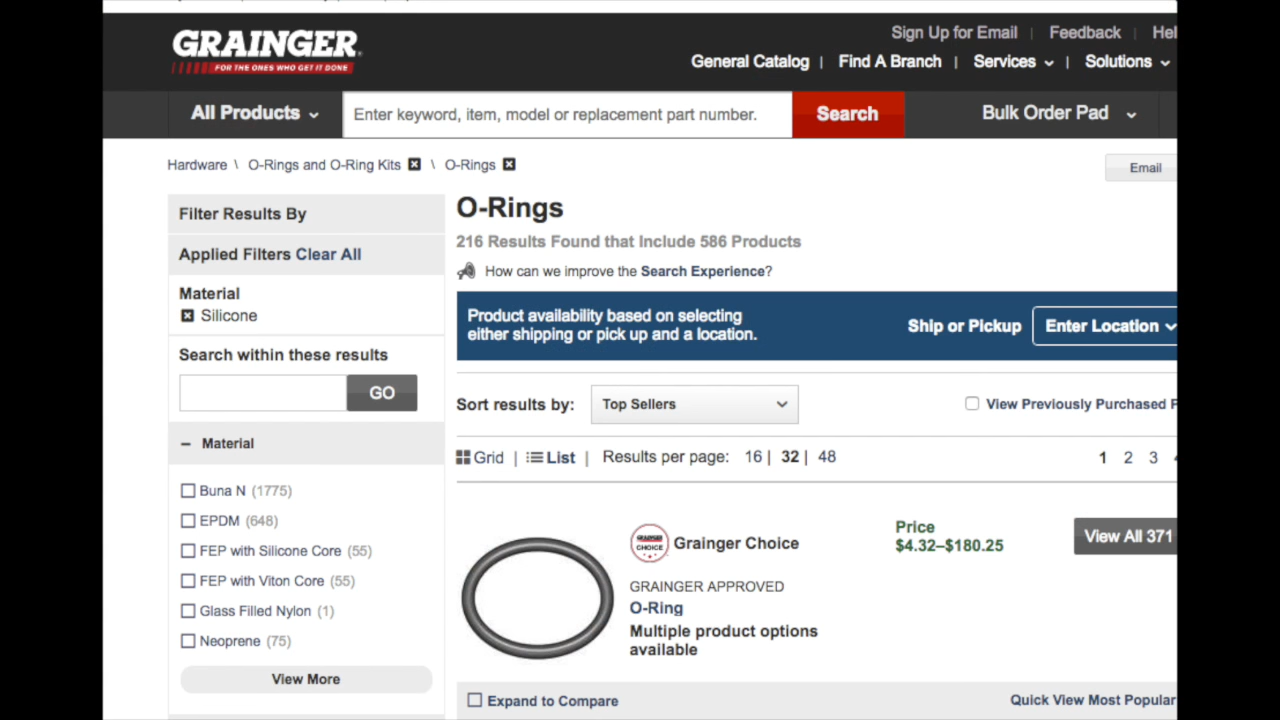 GRAINGER
FOR THE ONES WHO GET IT DONE
Sign Up for Email | Feedback | Hel
General Catalog | Find A Branch | Services | Solutions
All Products
Enter keyword, item, model or replacement part number.
Search
Bulk Order Pad
Hardware \ O-Rings and O-Ring Kits \ O-Rings
Email
Filter Results By
Applied Filters Clear All
Material
Silicone
Search within these results
GO
Material
Buna N (1775)
EPDM (648)
FEP with Silicone Core (55)
FEP with Viton Core (55)
Glass Filled Nylon (1)
Neoprene (75)
View More
O-Rings
216 Results Found that Include 586 Products
How can we improve the Search Experience?
Product availability based on selecting
either shipping or pick up and a location.
Ship or Pickup
Enter Location
Sort results by: Top Sellers
View Previously Purchased P
Grid | List | Results per page: 16 | 32 | 48
1 2 3
GRAINGER
CHOICE
Grainger Choice
GRAINGER APPROVED
O-Ring
Multiple product options
available
Price
$4.32–$180.25
View All 371
Expand to Compare
Quick View Most Popular